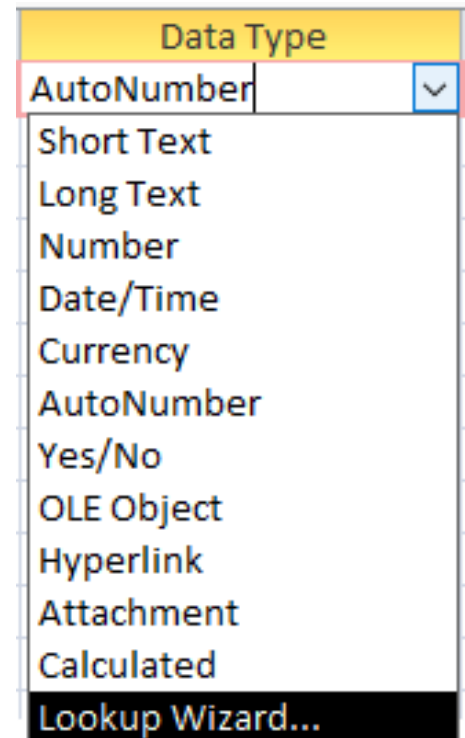 Data Type
AutoNumber
Short Text
Long Text
Number
Date/Time
Currency
AutoNumber
Yes/No
OLE Object
Hyperlink
Attachment
Calculated
Lookup Wizard...